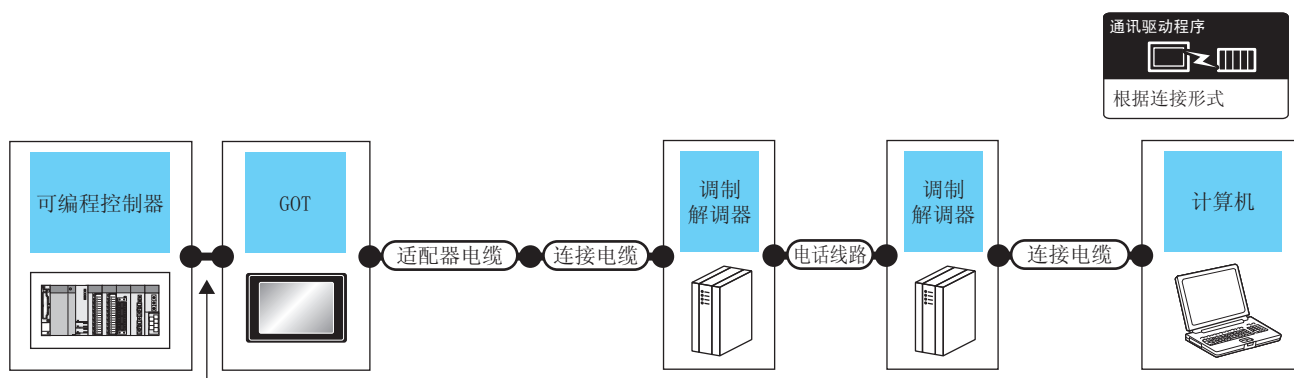 通讯驱动程序
根据连接形式
可编程控制器
GOT
适配器电缆
连接电缆
调制
解调器
电话线路
调制
解调器
连接电缆
计算机